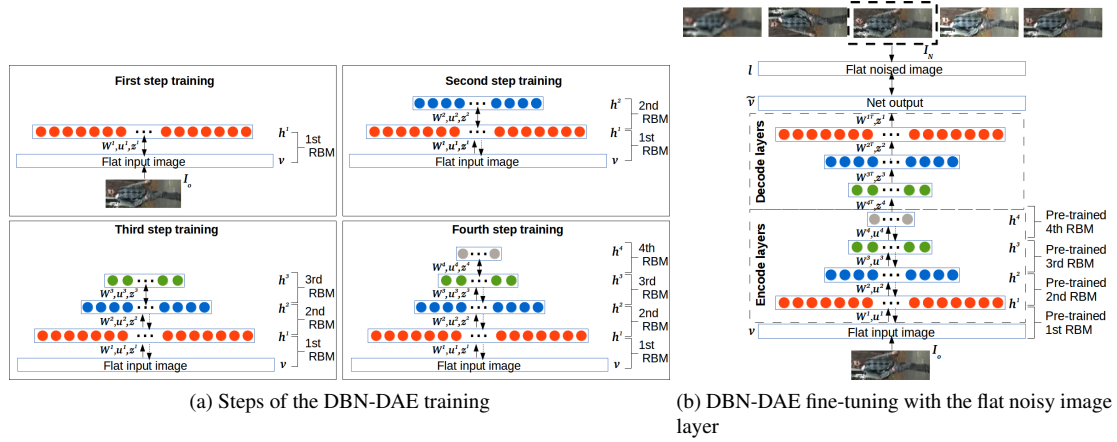 First step training
h¹
1st
RBM
W¹,u¹,z¹
Flat input image
v
I_o
Second step training
h²
2nd
RBM
W²,u²,z²
h¹
1st
RBM
W¹,u¹,z¹
Flat input image
v
Third step training
h³
3rd
RBM
W³,u³,z³
h²
2nd
RBM
W²,u²,z²
h¹
1st
RBM
W¹,u¹,z¹
Flat input image
v
Fourth step training
h⁴
4th
RBM
W⁴,u⁴,z⁴
h³
3rd
RBM
W³,u³,z³
h²
2nd
RBM
W²,u²,z²
h¹
1st
RBM
W¹,u¹,z¹
Flat input image
v
(a) Steps of the DBN-DAE training
I_N
l
Flat noised image
ṽ
Net output
Decode layers
W¹ᵀ,z¹
W²ᵀ,z²
W³ᵀ,z³
W⁴ᵀ,z⁴
Encode layers
h⁴
Pre-trained
4th RBM
W⁴,u⁴
h³
Pre-trained
3rd RBM
W³,u³
h²
Pre-trained
2nd RBM
W²,u²
h¹
Pre-trained
1st RBM
W¹,u¹
v
Flat input image
I_o
(b) DBN-DAE fine-tuning with the flat noisy image
layer